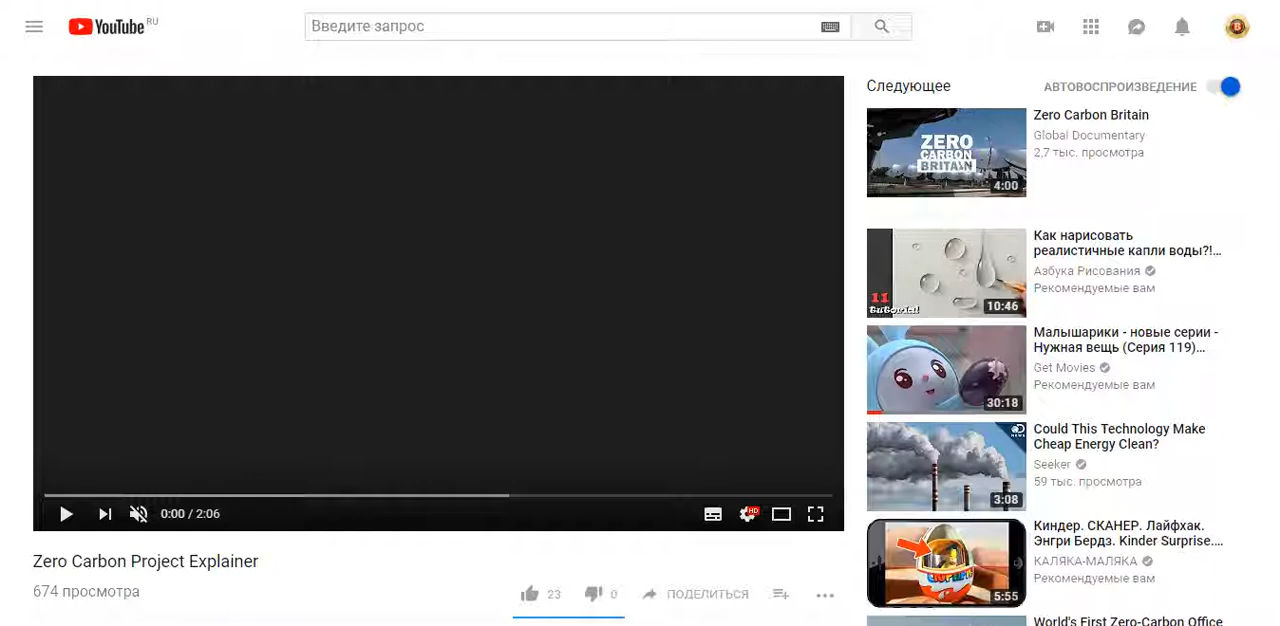 YouTube RU
Введите запрос
Следующее
АВТОВОСПРОИЗВЕДЕНИЕ
ZERO
CARBON
BRITAIN
4:00
Zero Carbon Britain
Global Documentary
2,7 тыс. просмотра
11
tutorial
10:46
Как нарисовать
реалистичные капли воды?!...
Азбука Рисования
Рекомендуемые вам
30:18
Малышарики - новые серии -
Нужная вещь (Серия 119)...
Get Movies
Рекомендуемые вам
NEWS
3:08
Could This Technology Make
Cheap Energy Clean?
Seeker
59 тыс. просмотра
5:55
Киндер. СКАНЕР. Лайфхак.
Энгри Бердз. Kinder Surprise....
КАЛЯКА-МАЛЯКА
Рекомендуемые вам
World's First Zero-Carbon Office
0:00 / 2:06
HD
Zero Carbon Project Explainer
674 просмотра
23
0
ПОДЕЛИТЬСЯ